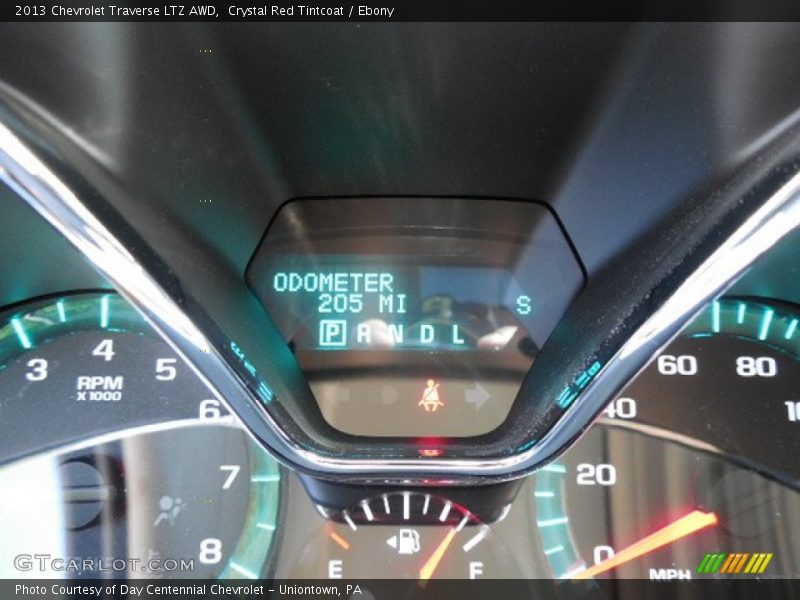 2013 Chevrolet Traverse LTZ AWD,  Crystal Red Tintcoat / Ebony
ODOMETER
205 MI
S
P R N D L
3 4 5 6 7 8
RPM
X1000
0 20 40 60 80
MPH
E F
GTCarLot.com
Photo Courtesy of Day Centennial Chevrolet - Uniontown, PA